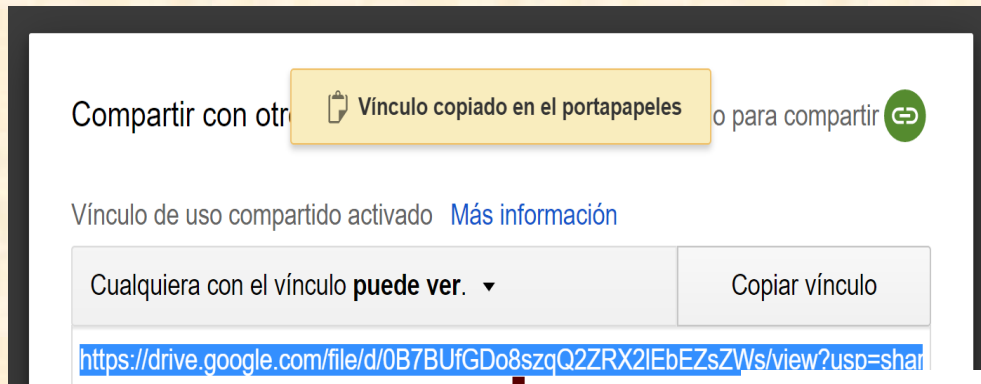 Compartir con otr
Vínculo copiado en el portapapeles
o para compartir
Vínculo de uso compartido activado Más información
Cualquiera con el vínculo puede ver.
Copiar vínculo
https://drive.google.com/file/d/0B7BUfGDo8szqQ2ZRX2lEbEZsZWs/view?usp=shar